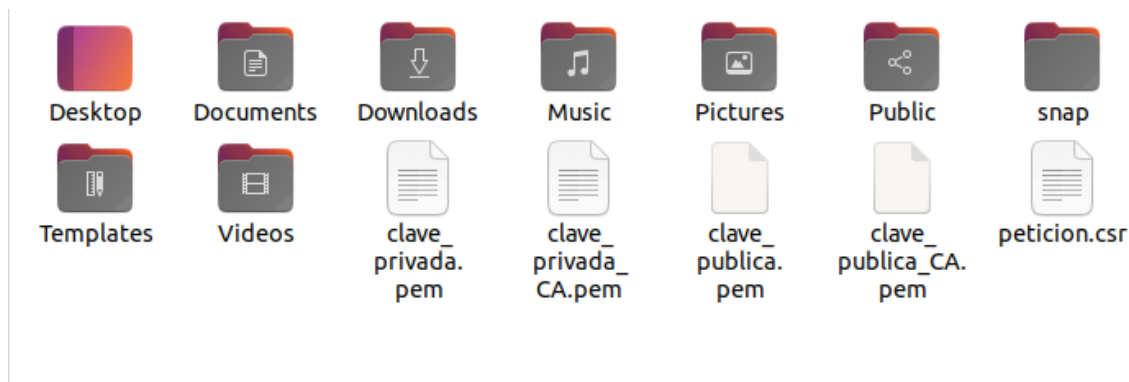 Desktop
Documents
Downloads
Music
Pictures
Public
snap
Templates
Videos
clave_
privada.
pem
clave_
privada_
CA.pem
clave_
publica.
pem
clave_
publica_CA.
pem
peticion.csr